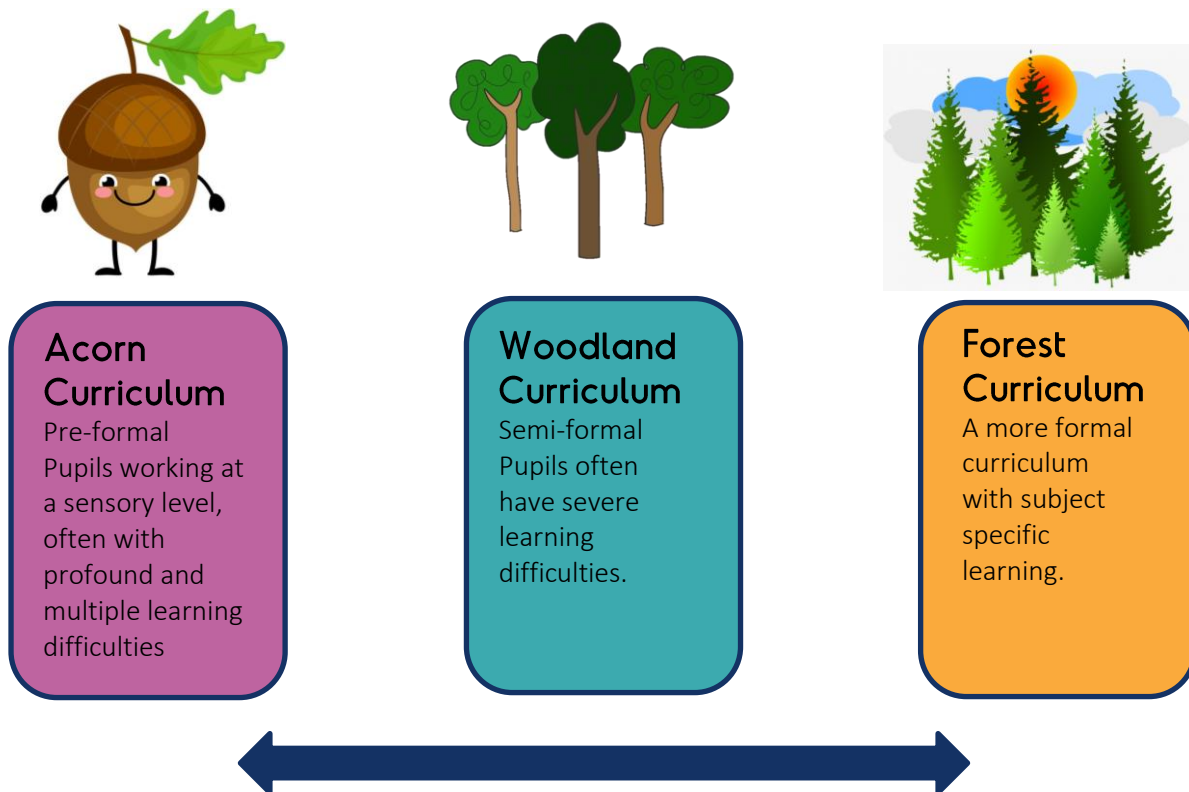 Acorn
Curriculum
Pre-formal
Pupils working at
a sensory level,
often with
profound and
multiple learning
difficulties
Woodland
Curriculum
Semi-formal
Pupils often
have severe
learning
difficulties.
Forest
Curriculum
A more formal
curriculum
with subject
specific
learning.